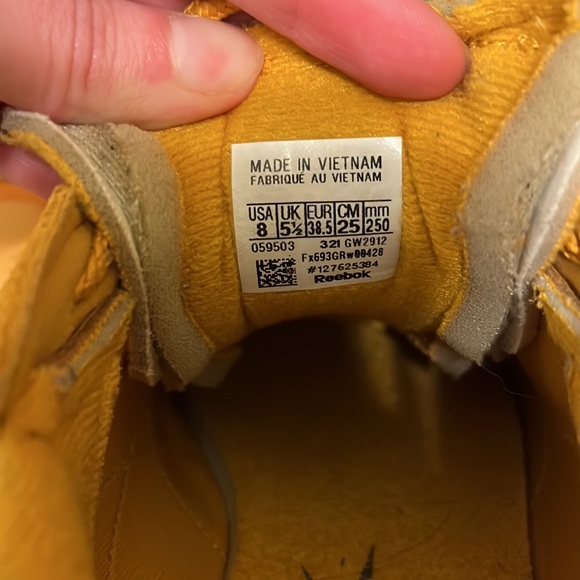 MADE IN VIETNAM
FABRIQUÉ AU VIETNAM
USA UK EUR CM mm
8 5½ 38.5 25 250
059503 321 GW2912
Fx693GRw00428
#127625384
Reebok